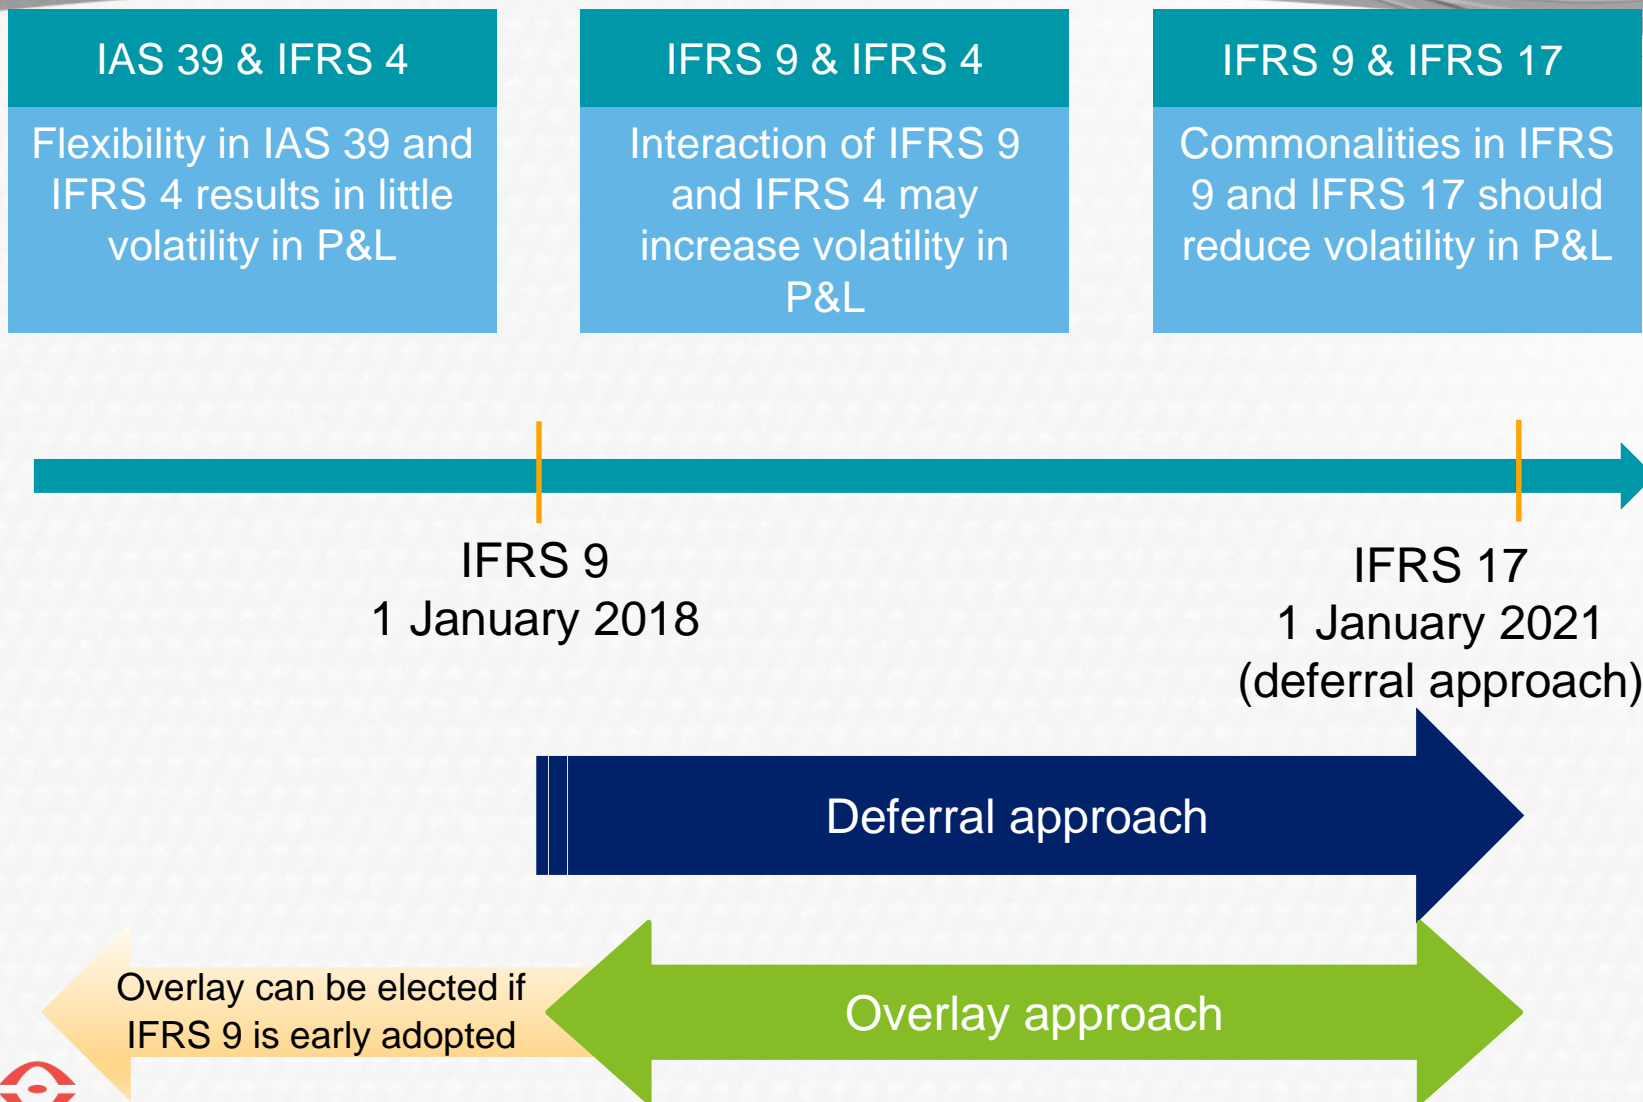 IAS 39 & IFRS 4
Flexibility in IAS 39 and
IFRS 4 results in little
volatility in P&L
IFRS 9 & IFRS 4
Interaction of IFRS 9
and IFRS 4 may
increase volatility in
P&L
IFRS 9 & IFRS 17
Commonalities in IFRS
9 and IFRS 17 should
reduce volatility in P&L
IFRS 9
1 January 2018
IFRS 17
1 January 2021
(deferral approach)
Deferral approach
Overlay can be elected if
IFRS 9 is early adopted
Overlay approach